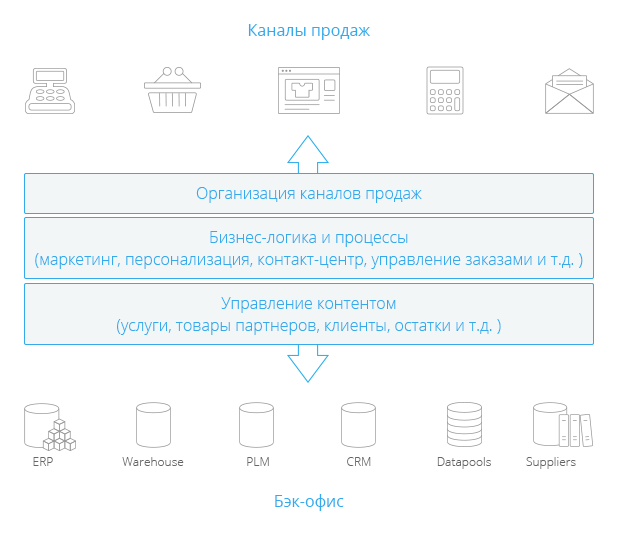 Каналы продаж
Организация каналов продаж
Бизнес-логика и процессы
(маркетинг, персонализация, контакт-центр, управление заказами и т.д. )
Управление контентом
(услуги, товары партнеров, клиенты, остатки и т.д. )
ERP
Warehouse
PLM
CRM
Datapools
Suppliers
Бэк-офис